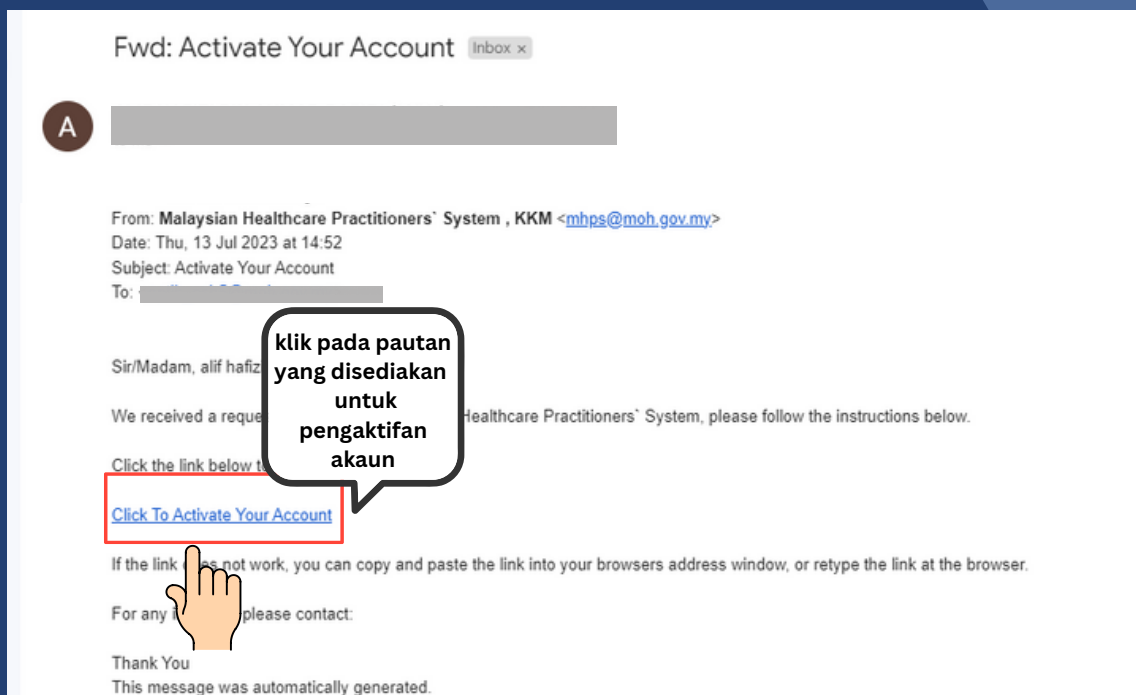 Fwd: Activate Your Account Inbox ×
A
From: Malaysian Healthcare Practitioners` System , KKM <mhps@moh.gov.my>
Date: Thu, 13 Jul 2023 at 14:52
Subject: Activate Your Account
To:
klik pada pautan
yang disediakan
untuk
pengaktifan
akaun
Sir/Madam, alif hafiz
We received a Healthcare Practitioners` System, please follow the instructions below.
Click the link below
Click To Activate Your Account
If the link not work, you can copy and paste the link into your browsers address window, or retype the link at the browser.
For any please contact:
Thank You
This message was automatically generated.